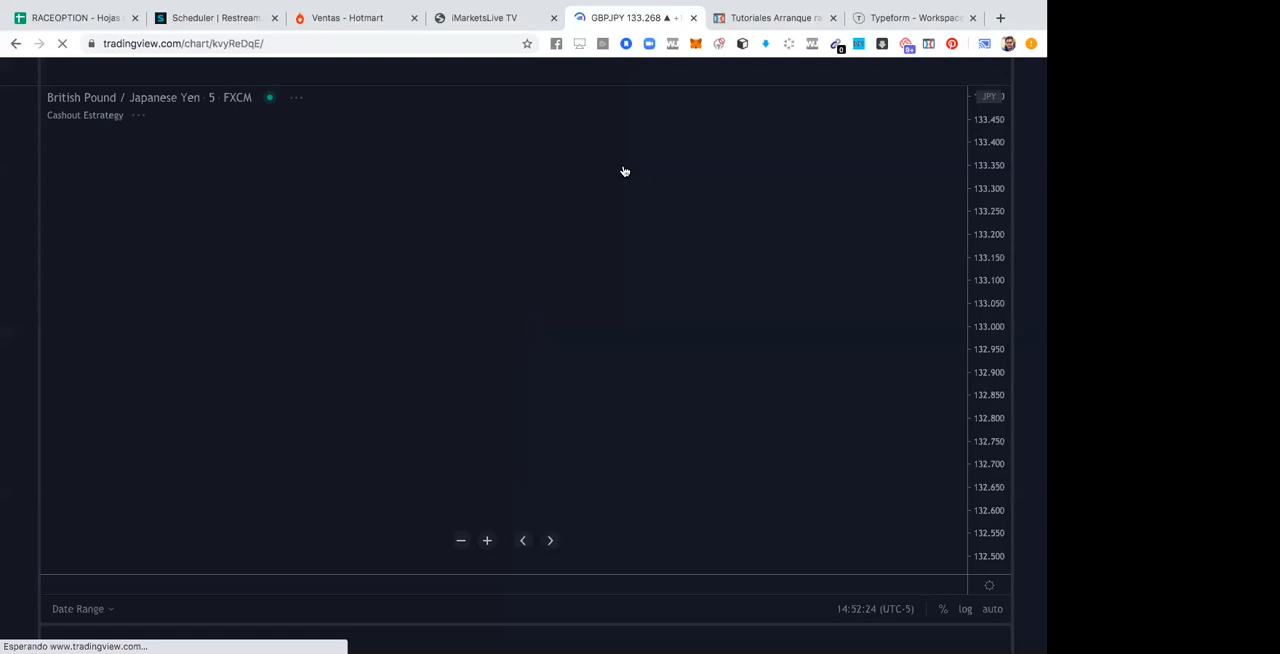 RACEOPTION - Hojas
Scheduler | Restream.
Ventas - Hotmart
iMarketsLive TV
GBPJPY 133.268 ▲ +
Tutoriales Arranque
Typeform - Workspac
tradingview.com/chart/kvyReDqE/
0
9+
British Pound / Japanese Yen · 5 · FXCM
Cashout Estrategy
JPY
133.450
133.400
133.350
133.300
133.250
133.200
133.150
133.100
133.050
133.000
132.950
132.900
132.850
132.800
132.750
132.700
132.650
132.600
132.550
132.500
Date Range
14:52:24 (UTC-5)
%
log
auto
Esperando www.tradingview.com...